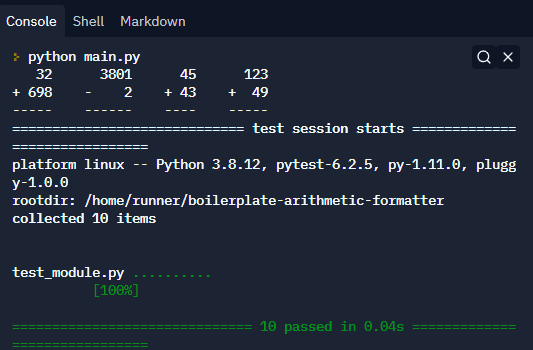 Console Shell Markdown
python main.py
   32      3801      45      123
+ 698    -    2    + 43    +  49
-----    ------    ----    -----
============================ test session starts =============
=================
platform linux -- Python 3.8.12, pytest-6.2.5, py-1.11.0, plugg
y-1.0.0
rootdir: /home/runner/boilerplate-arithmetic-formatter
collected 10 items
test_module.py ..........
[100%]
============================= 10 passed in 0.04s =============
=================